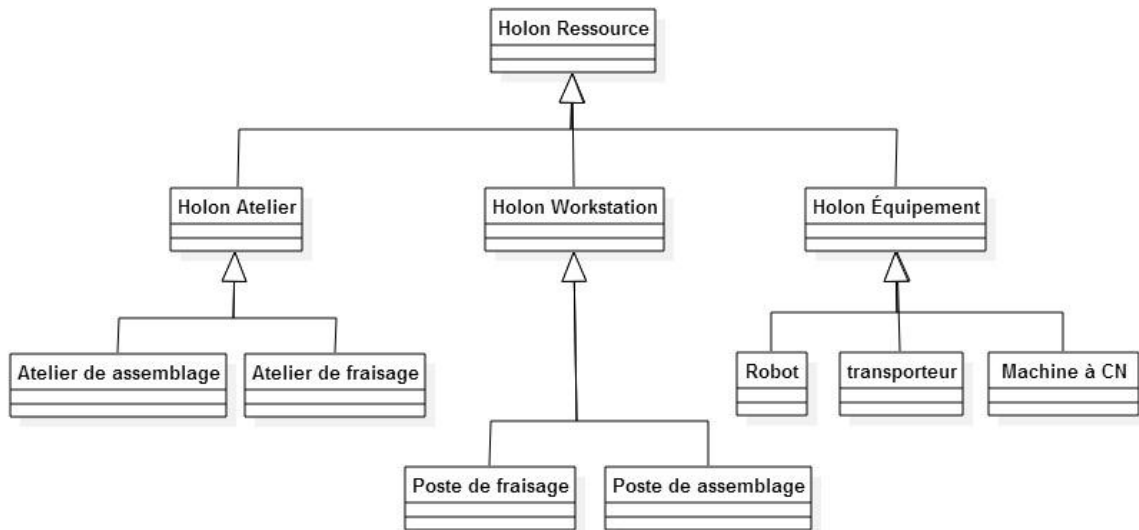 Holon Ressource
Holon Atelier
Holon Workstation
Holon Équipement
Atelier de assemblage
Atelier de fraisage
Robot
transporteur
Machine à CN
Poste de fraisage
Poste de assemblage